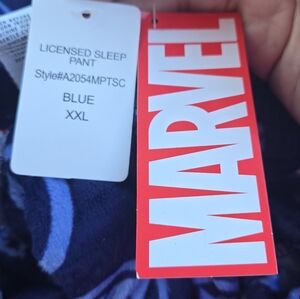 LICENSED SLEEP
PANT
Style#A2054MPTSC
BLUE
XXL
MARVEL